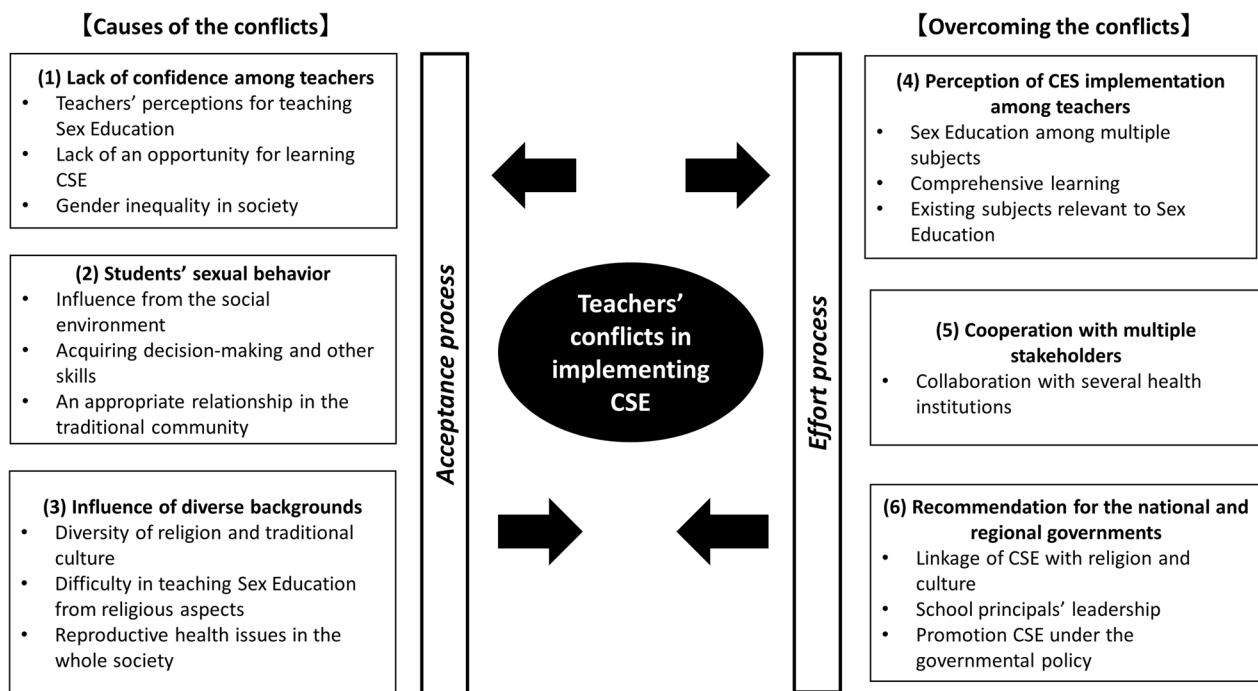 【Causes of the conflicts】
(1) Lack of confidence among teachers
• Teachers’ perceptions for teaching
Sex Education
• Lack of an opportunity for learning
CSE
• Gender inequality in society
(2) Students’ sexual behavior
• Influence from the social
environment
• Acquiring decision-making and other
skills
• An appropriate relationship in the
traditional community
(3) Influence of diverse backgrounds
• Diversity of religion and traditional
culture
• Difficulty in teaching Sex Education
from religious aspects
• Reproductive health issues in the
whole society
Acceptance process
Teachers’
conflicts in
implementing
CSE
Effort process
【Overcoming the conflicts】
(4) Perception of CES implementation
among teachers
• Sex Education among multiple
subjects
• Comprehensive learning
• Existing subjects relevant to Sex
Education
(5) Cooperation with multiple
stakeholders
• Collaboration with several health
institutions
(6) Recommendation for the national and
regional governments
• Linkage of CSE with religion and
culture
• School principals’ leadership
• Promotion CSE under the
governmental policy